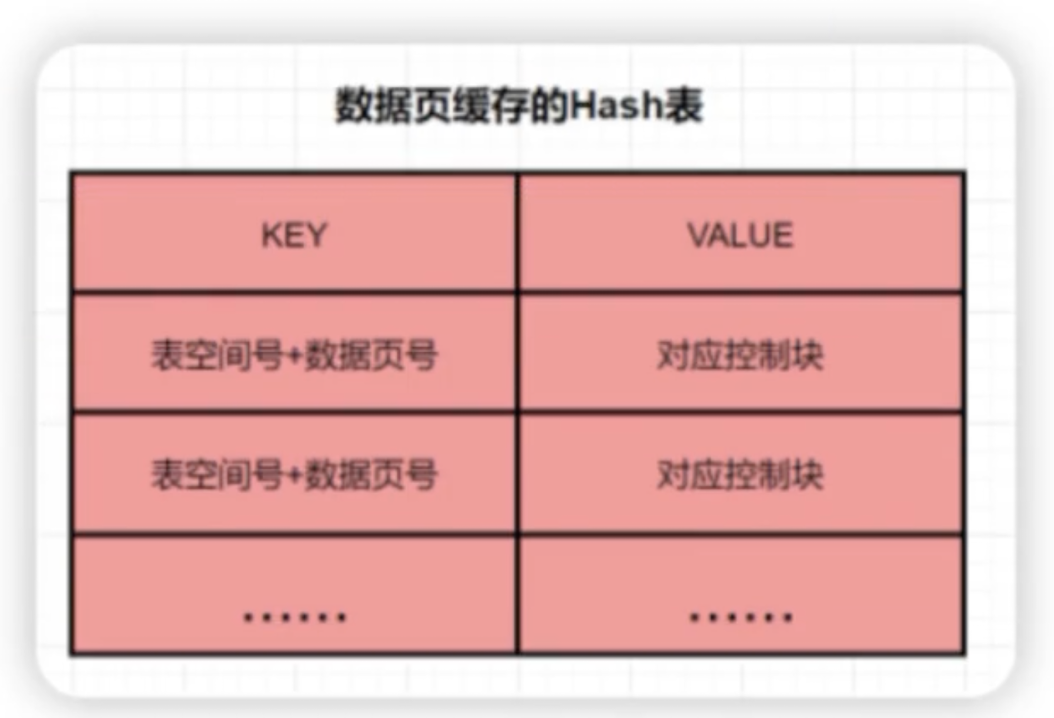 数据页缓存的Hash表
KEY VALUE
表空间号+数据页号 对应控制块
表空间号+数据页号 对应控制块
...... ......